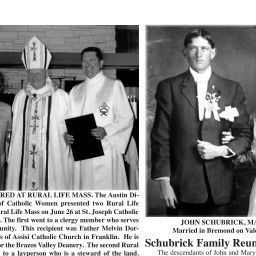 RED AT RURAL LIFE MASS. The Austin Di-
of Catholic Women presented two Rural Life
ral Life Mass on June 26 at St. Joseph Catholic
. The first went to a clergy member who serves
unity. This recipient was Father Melvin Dor-
s of Assisi Catholic Church in Franklin. He is
or the Brazos Valley Deanery. The second Rural
s to a layperson who is a steward of the land.
JOHN SCHUBRICK, MA
Married in Bremond on Vale
Schubrick Family Reun
The descendants of John and Mary